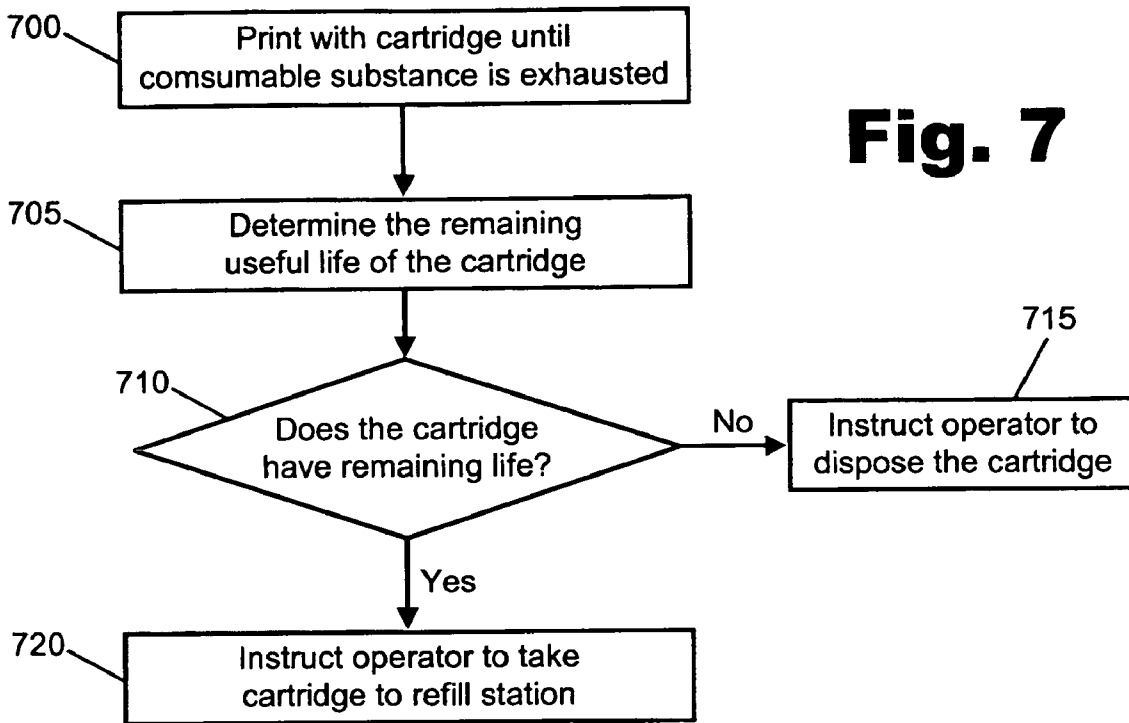 700
Print with cartridge until
comsumable substance is exhausted
Fig. 7
705
Determine the remaining
useful life of the cartridge
710
Does the cartridge
have remaining life?
No
715
Instruct operator to
dispose the cartridge
Yes
720
Instruct operator to take
cartridge to refill station